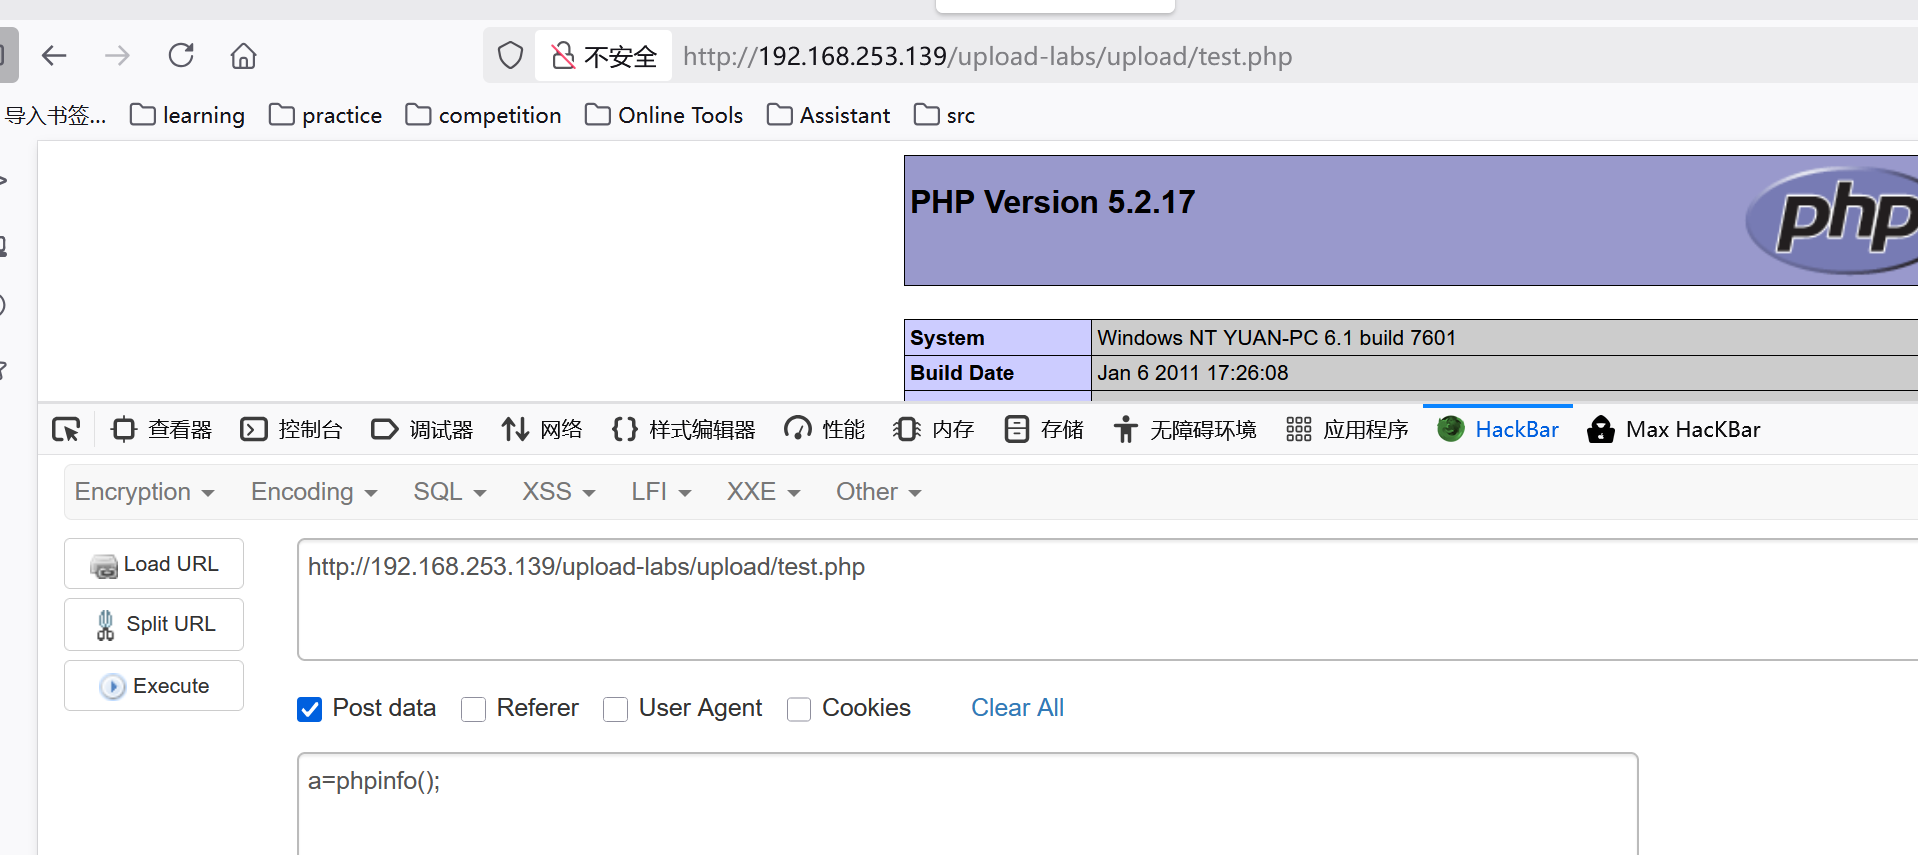 不安全 http://192.168.253.139/upload-labs/upload/test.php
导入书签... learning practice competition Online Tools Assistant src
PHP Version 5.2.17
php
System Windows NT YUAN-PC 6.1 build 7601
Build Date Jan 6 2011 17:26:08
查看器 控制台 调试器 网络 样式编辑器 性能 内存 存储 无障碍环境 应用程序 HackBar Max HacKBar
Encryption Encoding SQL XSS LFI XXE Other
Load URL http://192.168.253.139/upload-labs/upload/test.php
Split URL
Execute
Post data Referer User Agent Cookies Clear All
a=phpinfo();